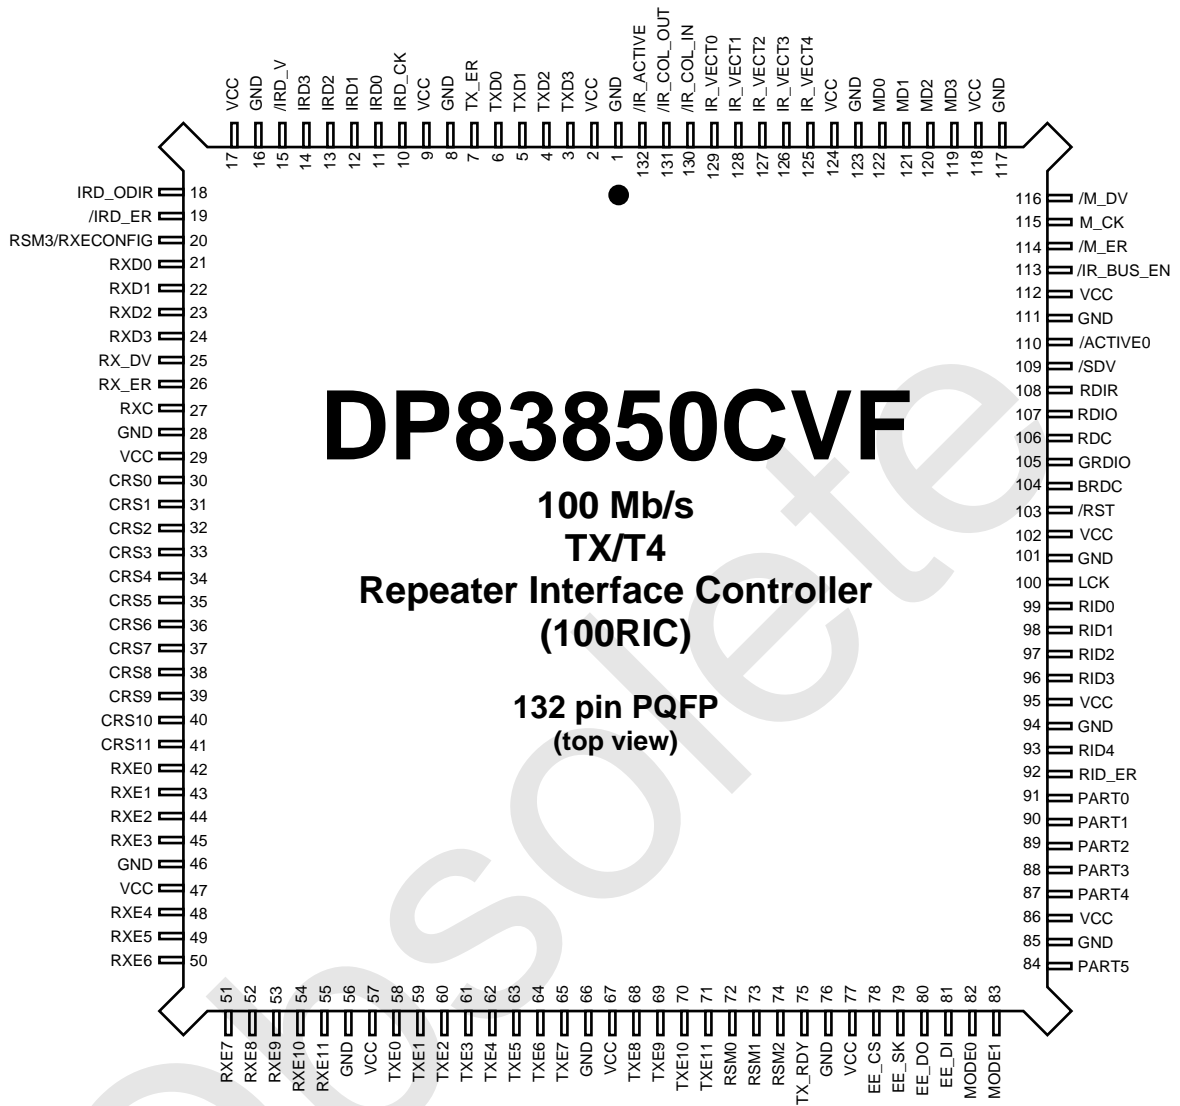 VCC GND /IRD_V IRD3 IRD2 IRD1 IRD0 IRD_CK VCC GND TX_ER TXD0 TXD1 TXD2 TXD3 VCC GND /IR_ACTIVE /IR_COL_OUT /IR_COL_IN IR_VECT0 IR_VECT1 IR_VECT2 IR_VECT3 IR_VECT4 VCC GND MD0 MD1 MD2 MD3 VCC GND
17 16 15 14 13 12 11 10 9 8 7 6 5 4 3 2 1 132 131 130 129 128 127 126 125 124 123 122 121 120 119 118 117
IRD_ODIR 18
/IRD_ER 19
RSM3/RXECONFIG 20
RXD0 21
RXD1 22
RXD2 23
RXD3 24
RX_DV 25
RX_ER 26
RXC 27
GND 28
VCC 29
CRS0 30
CRS1 31
CRS2 32
CRS3 33
CRS4 34
CRS5 35
CRS6 36
CRS7 37
CRS8 38
CRS9 39
CRS10 40
CRS11 41
RXE0 42
RXE1 43
RXE2 44
RXE3 45
GND 46
VCC 47
RXE4 48
RXE5 49
RXE6 50
DP83850CVF
100 Mb/s
TX/T4
Repeater Interface Controller
(100RIC)
132 pin PQFP
(top view)
116 /M_DV
115 M_CK
114 /M_ER
113 /IR_BUS_EN
112 VCC
111 GND
110 /ACTIVE0
109 /SDV
108 RDIR
107 RDIO
106 RDC
105 GRDIO
104 BRDC
103 /RST
102 VCC
101 GND
100 LCK
99 RID0
98 RID1
97 RID2
96 RID3
95 VCC
94 GND
93 RID4
92 RID_ER
91 PART0
90 PART1
89 PART2
88 PART3
87 PART4
86 VCC
85 GND
84 PART5
51 52 53 54 55 56 57 58 59 60 61 62 63 64 65 66 67 68 69 70 71 72 73 74 75 76 77 78 79 80 81 82 83
RXE7 RXE8 RXE9 RXE10 RXE11 GND VCC TXE0 TXE1 TXE2 TXE3 TXE4 TXE5 TXE6 TXE7 GND VCC TXE8 TXE9 TXE10 TXE11 RSM0 RSM1 RSM2 TX_RDY GND VCC EE_CS EE_SK EE_DO EE_DI MODE0 MODE1
Obsolete